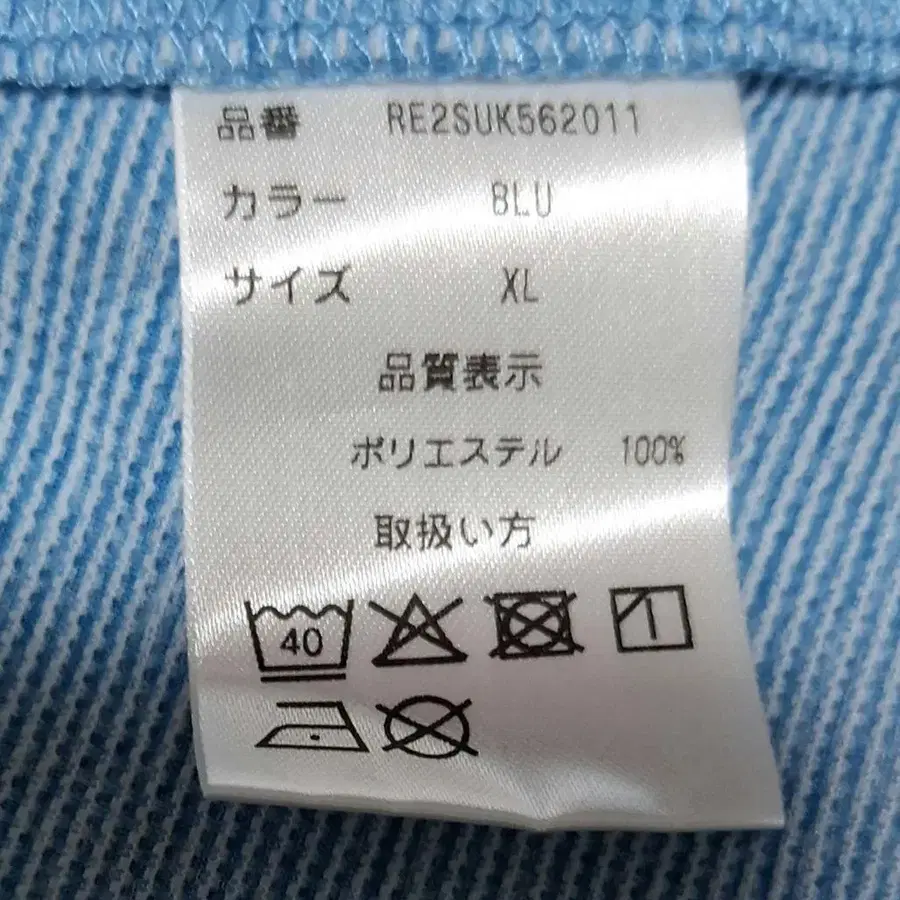 品番 RE2SUK562011
カラー BLU
サイズ XL
品質表示
ポリエステル 100%
取扱い方
40